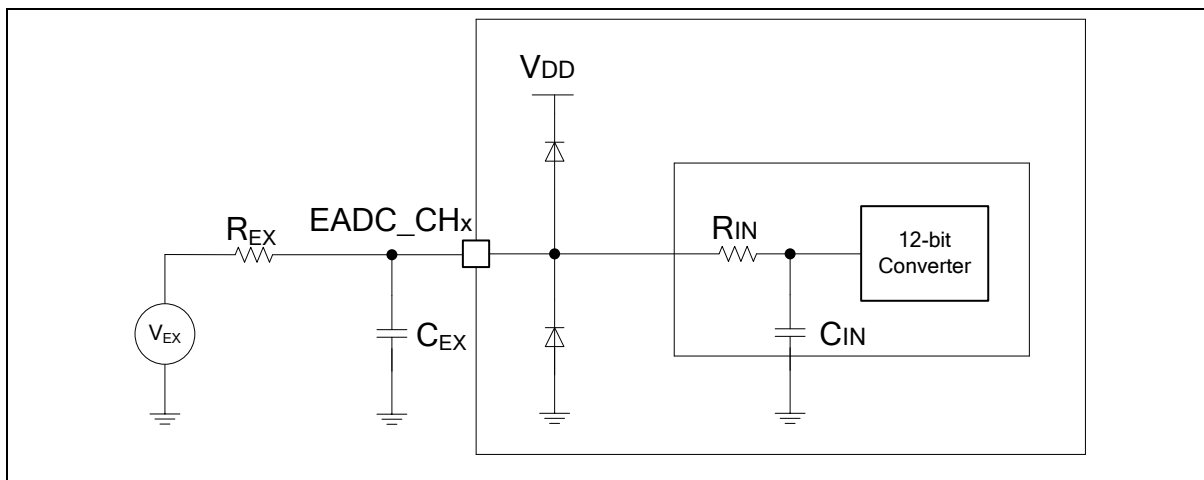 VDD
EADC_CHx
REX
RIN
12-bit
Converter
VEX
CEX
CIN